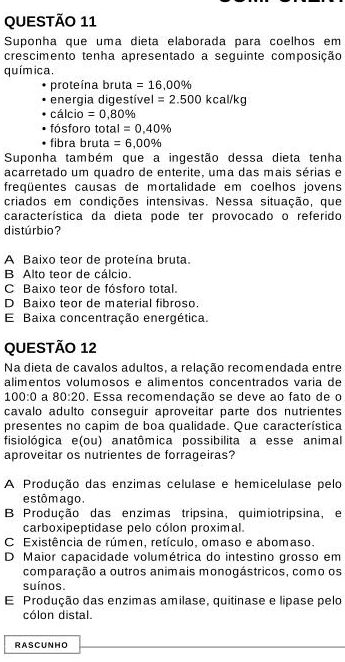 QUESTÃO 11
Suponha que uma dieta elaborada para coelhos em
crescimento tenha apresentado a seguinte composição
química.
• proteína bruta = 16,00%
• energia digestível = 2.500 kcal/kg
• cálcio = 0,80%
• fósforo total = 0,40%
• fibra bruta = 6,00%
Suponha também que a ingestão dessa dieta tenha
acarretado um quadro de enterite, uma das mais sérias e
freqüentes causas de mortalidade em coelhos jovens
criados em condições intensivas. Nessa situação, que
característica da dieta pode ter provocado o referido
distúrbio?
A Baixo teor de proteína bruta.
B Alto teor de cálcio.
C Baixo teor de fósforo total.
D Baixo teor de material fibroso.
E Baixa concentração energética.
QUESTÃO 12
Na dieta de cavalos adultos, a relação recomendada entre
alimentos volumosos e alimentos concentrados varia de
100:0 a 80:20. Essa recomendação se deve ao fato de o
cavalo adulto conseguir aproveitar parte dos nutrientes
presentes no capim de boa qualidade. Que característica
fisiológica e(ou) anatômica possibilita a esse animal
aproveitar os nutrientes de forrageiras?
A Produção das enzimas celulase e hemicelulase pelo
estômago.
B Produção das enzimas tripsina, quimiotripsina, e
carboxipeptidase pelo cólon proximal.
C Existência de rúmen, retículo, omaso e abomaso.
D Maior capacidade volumétrica do intestino grosso em
comparação a outros animais monogástricos, como os
suínos.
E Produção das enzimas amilase, quitinase e lipase pelo
cólon distal.
RASCUNHO